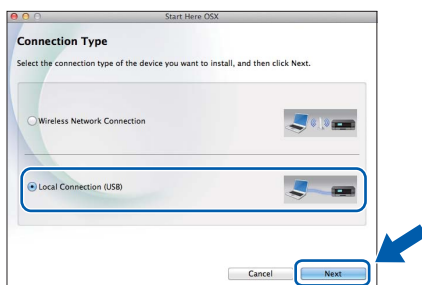 Start Here OSX
Connection Type
Select the connection type of the device you want to install, and then click Next.
Wireless Network Connection
Local Connection (USB)
Cancel
Next